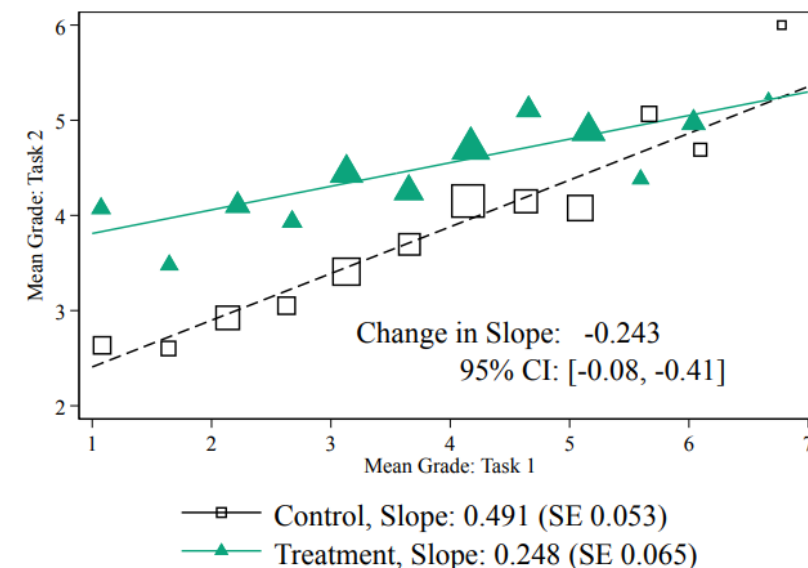 6
5
4
3
2
Mean Grade: Task 2
Change in Slope: -0.243
95% CI: [-0.08, -0.41]
1 2 3 4 5 6 7
Mean Grade: Task 1
Control, Slope: 0.491 (SE 0.053)
Treatment, Slope: 0.248 (SE 0.065)